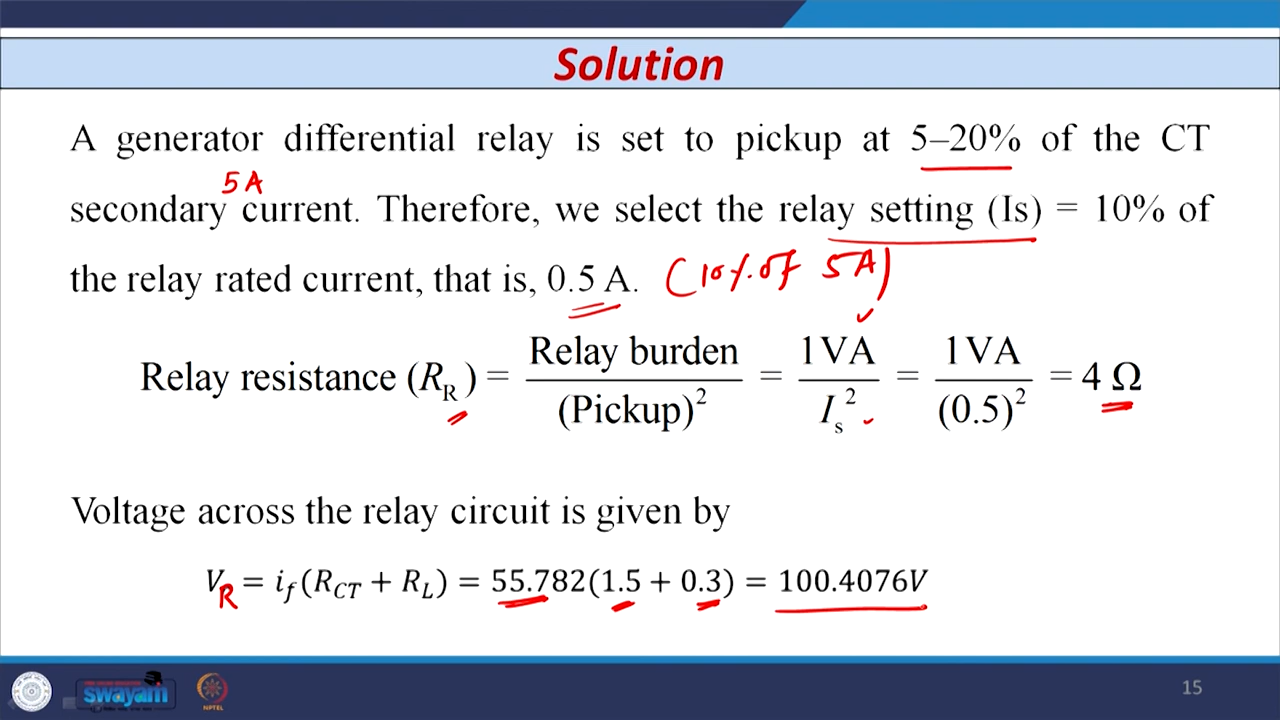 Solution
A generator differential relay is set to pickup at 5–20% of the CT
5A
secondary current. Therefore, we select the relay setting (Is) = 10% of
the relay rated current, that is, 0.5 A. (10%.of 5A)
Relay resistance (R_R) = Relay burden / (Pickup)² = 1VA / I_s² = 1VA / (0.5)² = 4 Ω
Voltage across the relay circuit is given by
V_R = i_f(R_CT + R_L) = 55.782(1.5 + 0.3) = 100.4076V
swayam
NPTEL
15